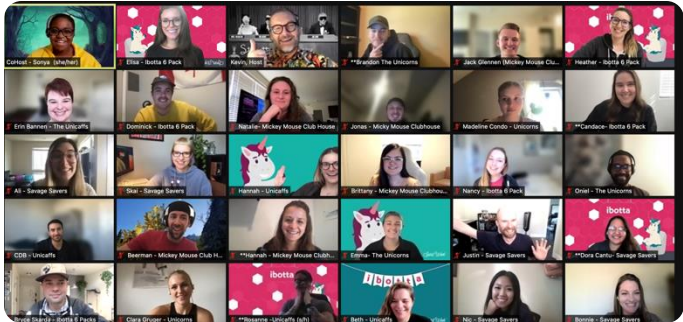 CoHost - Sonya (she/her)
Elisa - Ibotta 6 Pack
Kevin, Host
**Brandon The Unicorns
Jack Glennen (Mickey Mouse Clu...
Heather - Ibotta 6 Pack
Erin Bannen - The Unicaffs
Dominick - Ibotta 6 Pack
Natalie- Mickey Mouse Club House
Jonas - Micky Mouse Clubhouse
Madeline Condo - Unicorns
**Candace- Ibotta 6 Pack
Ali - Savage Savers
Skai - Savage Savers
Hannah - Unicaffs
Brittany - Mickey Mouse Clubhou...
Nancy - Ibotta 6 Pack
Oniel - The Unicorns
CDB - Unicaffs
Beerman - Mickey Mouse Club H...
**Hannah - Mickey Mouse Clubh...
Emma- The Unicorns
Justin - Savage Savers
ibotta
**Dora Cantu- Savage Savers
Bryce Skarda - Ibotta 6 Packs
Clara Gruger - Unicorns
ibotta
**Rosanne -Unicaffs (s/h)
ibotta
Beth - Unicaffs
Nic - Savage Savers
Bonnia - Savage Savers